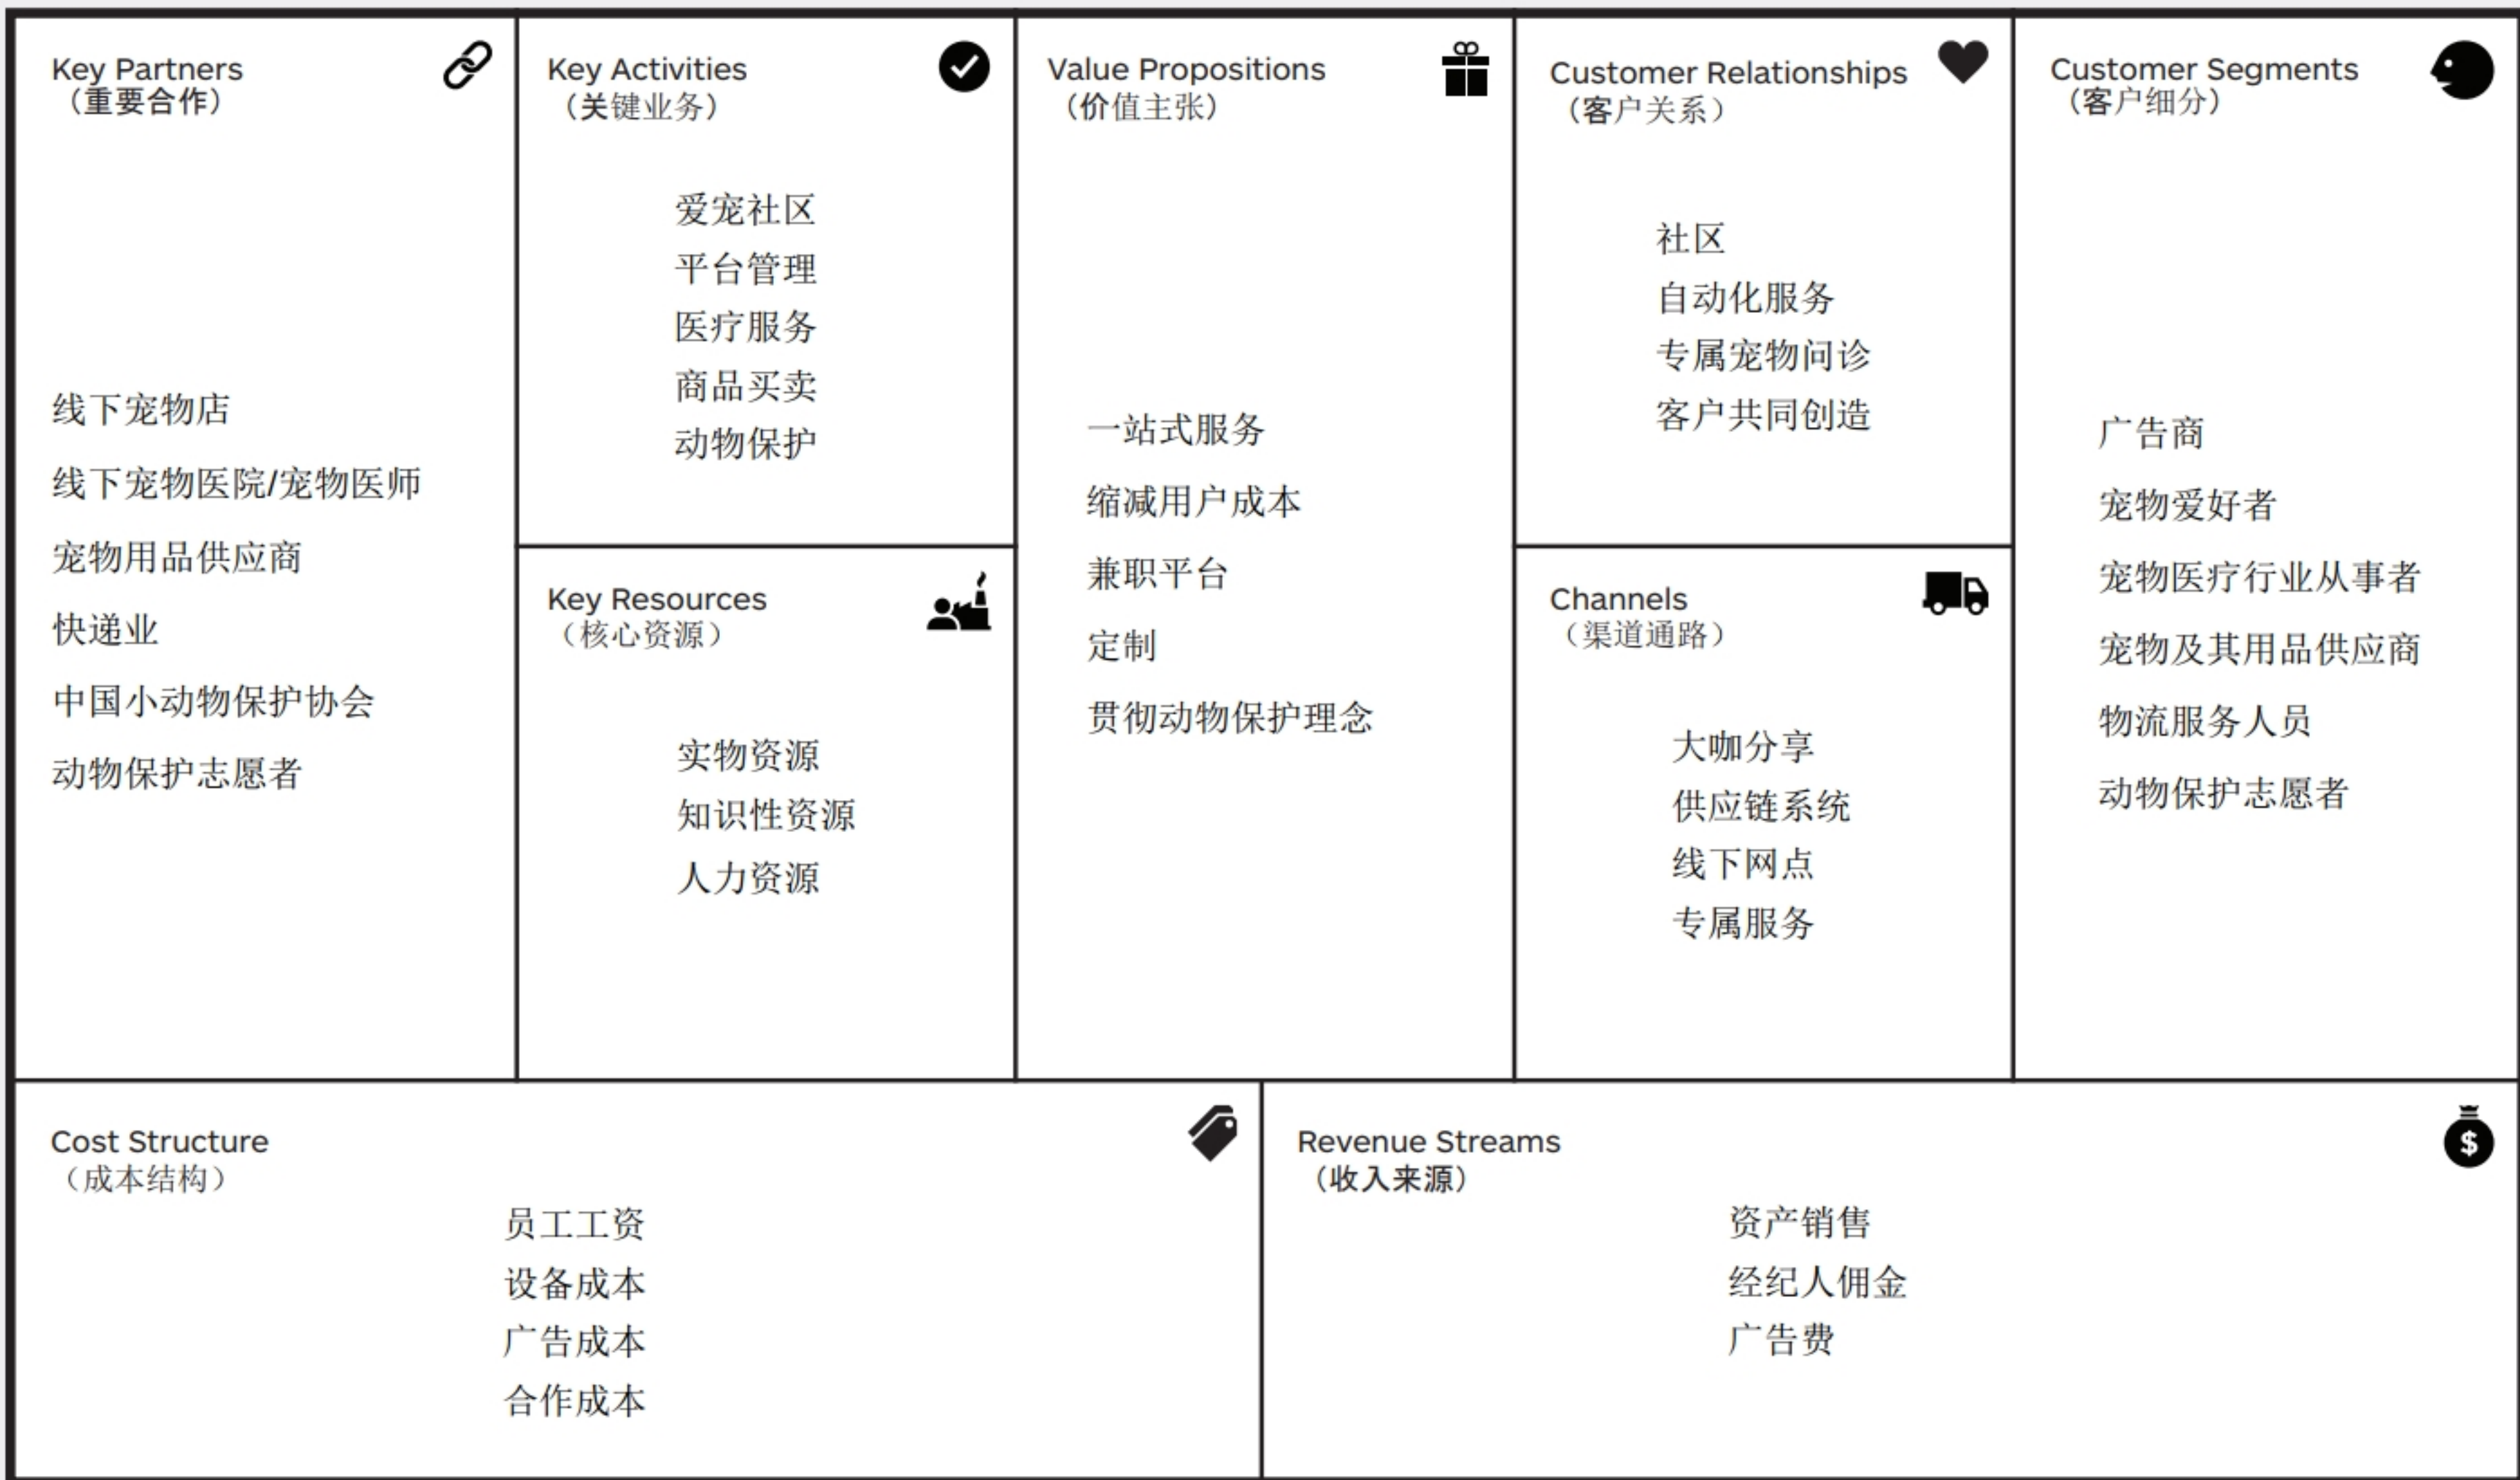 Key Partners
（重要合作）
线下宠物店
线下宠物医院/宠物医师
宠物用品供应商
快递业
中国小动物保护协会
动物保护志愿者
Key Activities
（关键业务）
爱宠社区
平台管理
医疗服务
商品买卖
动物保护
Key Resources
（核心资源）
实物资源
知识性资源
人力资源
Value Propositions
（价值主张）
一站式服务
缩减用户成本
兼职平台
定制
贯彻动物保护理念
Customer Relationships
（客户关系）
社区
自动化服务
专属宠物问诊
客户共同创造
Channels
（渠道通路）
大咖分享
供应链系统
线下网点
专属服务
Customer Segments
（客户细分）
广告商
宠物爱好者
宠物医疗行业从事者
宠物及其用品供应商
物流服务人员
动物保护志愿者
Cost Structure
（成本结构）
员工工资
设备成本
广告成本
合作成本
Revenue Streams
（收入来源）
$
资产销售
经纪人佣金
广告费